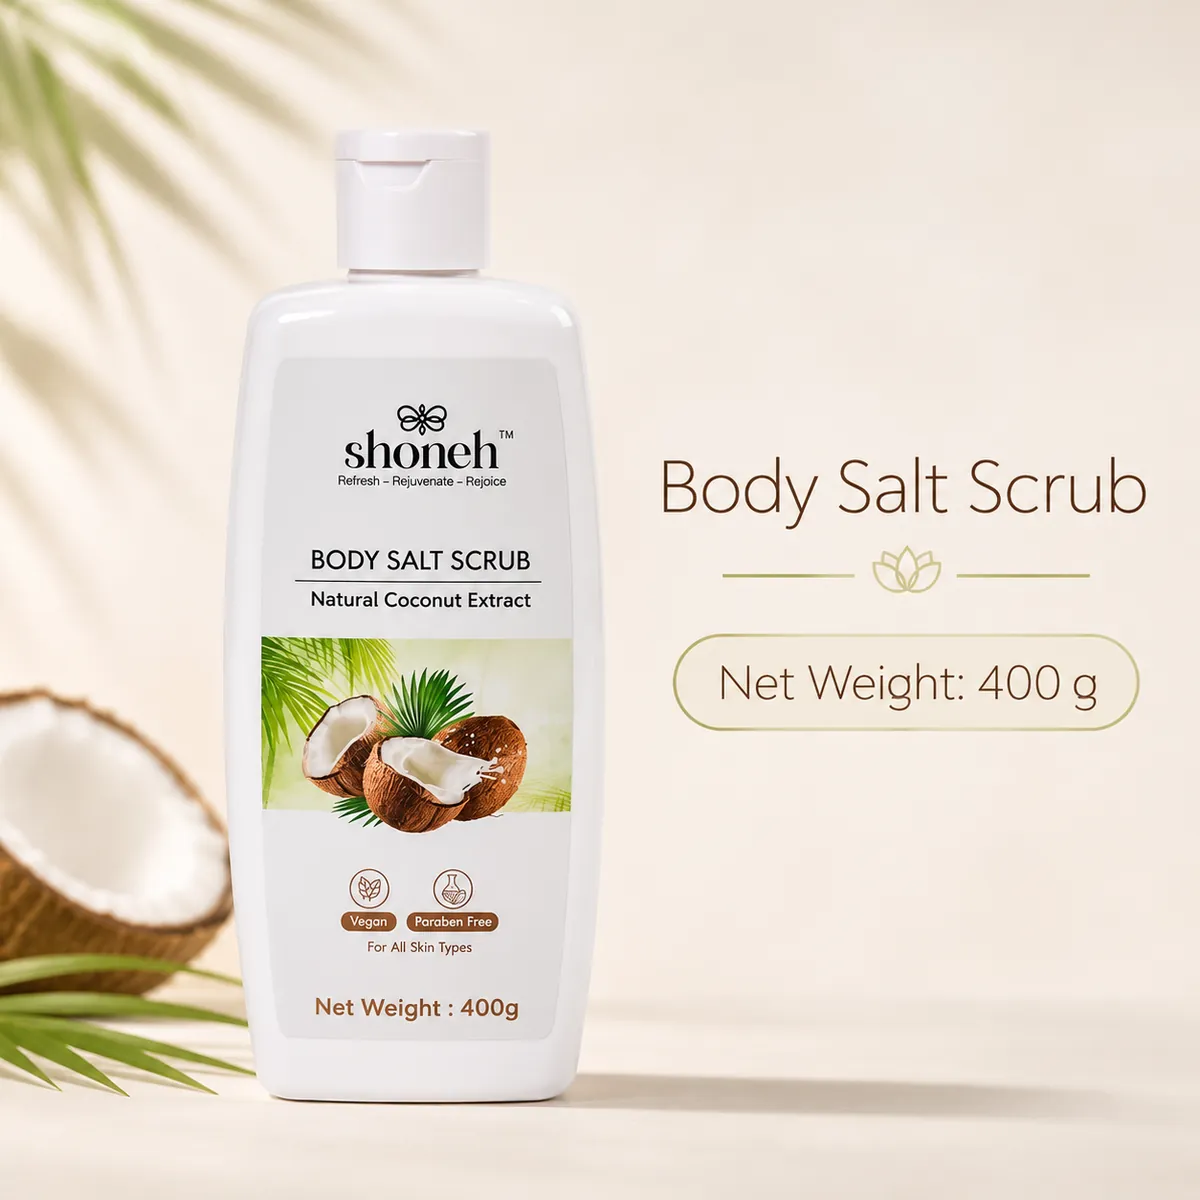 shoneh™
Refresh – Rejuvenate – Rejoice
BODY SALT SCRUB
Natural Coconut Extract
Vegan
Paraben Free
For All Skin Types
Net Weight : 400g
Body Salt Scrub
Net Weight: 400 g